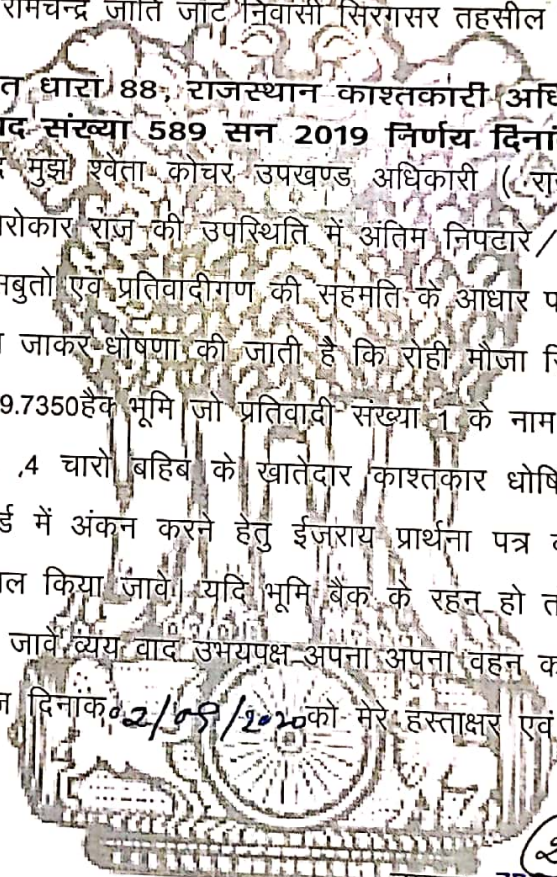 रामचन्द्र जाति जाट निवासी सिरंगसर तहसील
त धारा 88, राजस्थान काश्तकारी अधि
ाद संख्या 589 सन 2019 निर्णय दिनां
मुझ श्वेता कोचर उपखण्ड अधिकारी ( रा
रोकार राज की उपस्थिति में अंतिम निपटारे /
सबुतो एवं प्रतिवादीगण की सहमति के आधार प
जाकर धोषणा की जाती है कि रोही मौजा सि
9.7350हैक् भूमि जो प्रतिवादी संख्या 1 के नाम
,4 चारो बहिब के खातेदार काश्तकार धोषि
र्ड में अंकन करने हेतु ईजराय प्रार्थना पत्र
ल किया जावे। यदि भूमि बैंक के रहन हो त
जावे व्यय वाद उभयपक्ष अपना अपना वहन क
दिनांक 02/09/2020 को मेरे हस्ताक्षर एवं